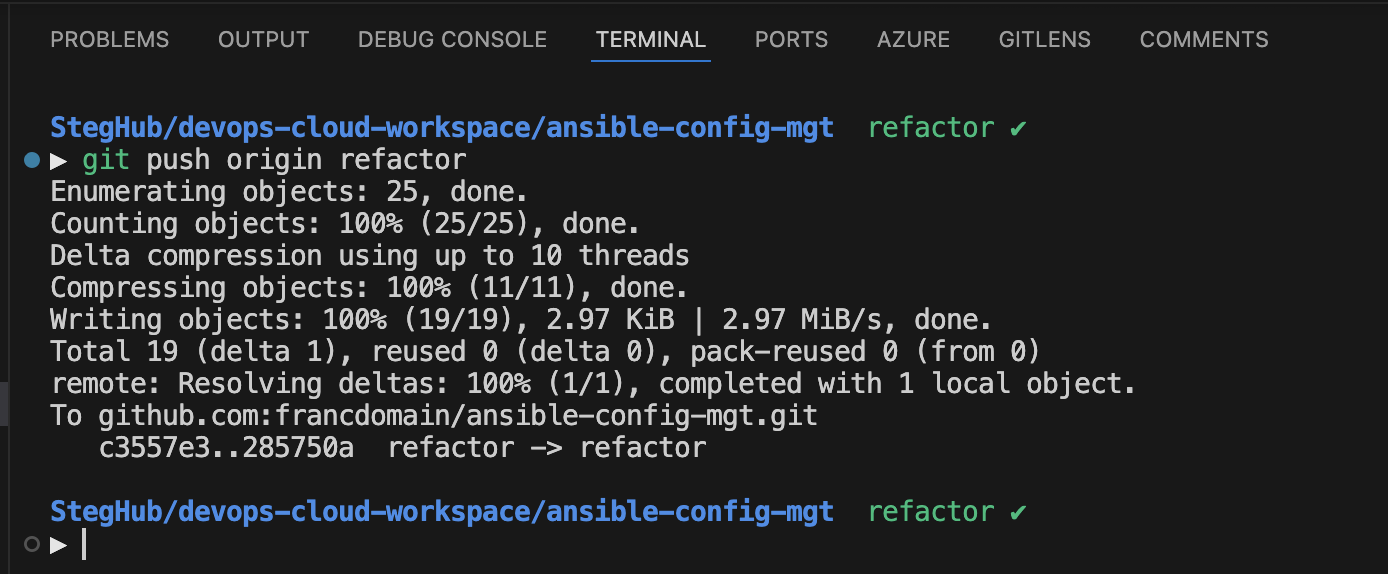 PROBLEMS OUTPUT DEBUG CONSOLE TERMINAL PORTS AZURE GITLENS COMMENTS
StegHub/devops-cloud-workspace/ansible-config-mgt refactor ✔
▶ git push origin refactor
Enumerating objects: 25, done.
Counting objects: 100% (25/25), done.
Delta compression using up to 10 threads
Compressing objects: 100% (11/11), done.
Writing objects: 100% (19/19), 2.97 KiB | 2.97 MiB/s, done.
Total 19 (delta 1), reused 0 (delta 0), pack-reused 0 (from 0)
remote: Resolving deltas: 100% (1/1), completed with 1 local object.
To github.com:francdomain/ansible-config-mgt.git
   c3557e3..285750a  refactor -> refactor
StegHub/devops-cloud-workspace/ansible-config-mgt refactor ✔
▶